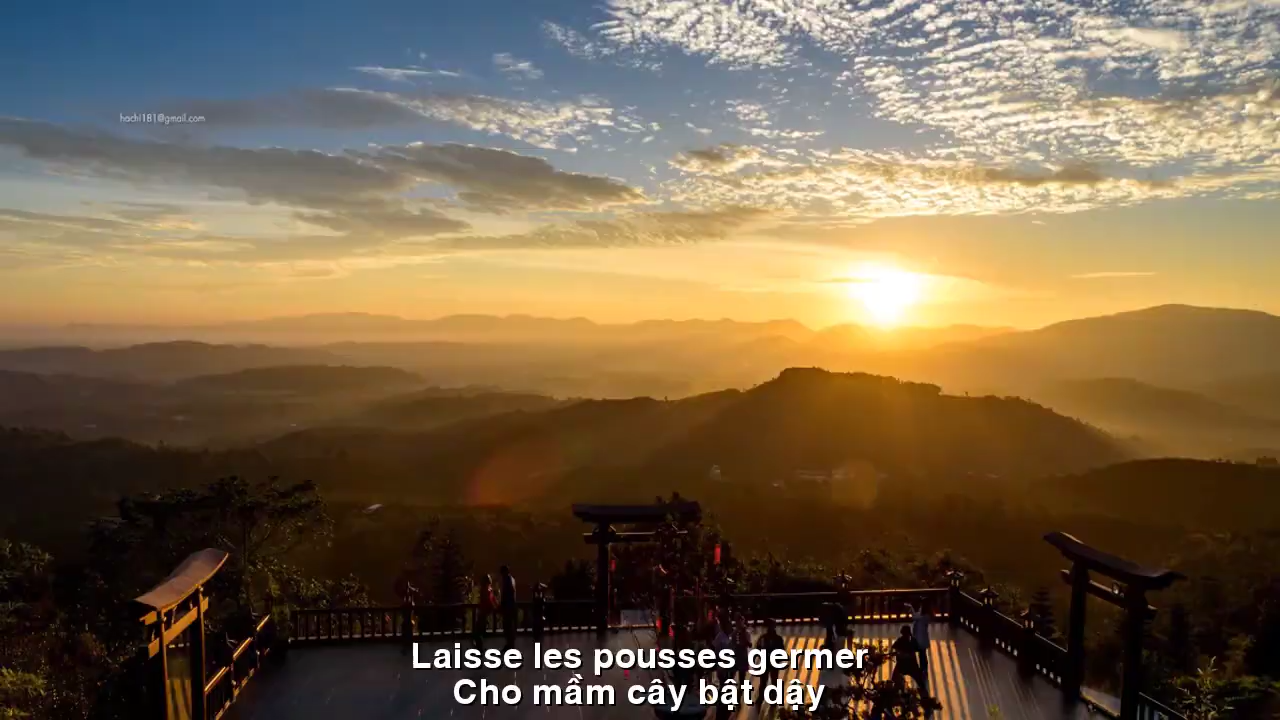 hachi181@gmail.com
Laisse les pousses germer
Cho mầm cây bật dậy